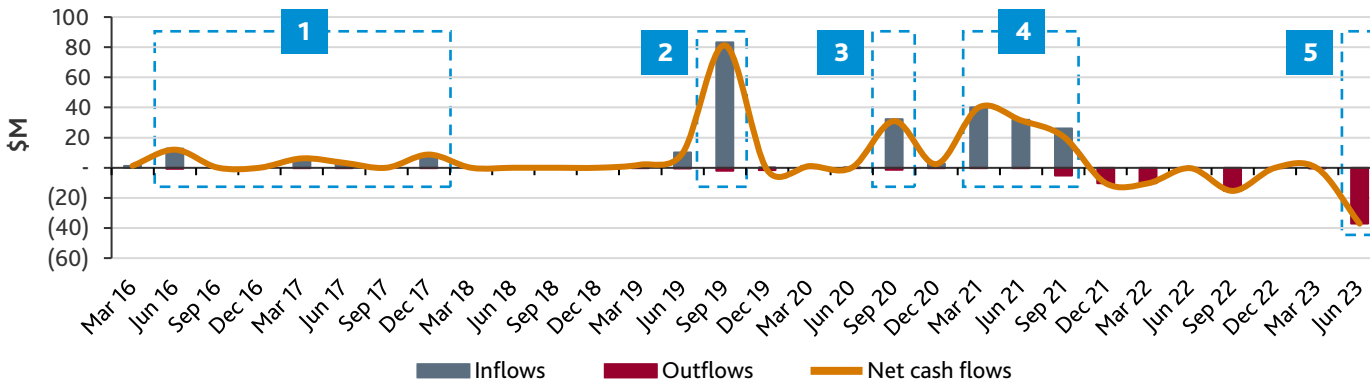 100
80
60
40
20
-
(20)
(40)
(60)
$M
1
2
3
4
5
Mar 16
Jun 16
Sep 16
Dec 16
Mar 17
Jun 17
Sep 17
Dec 17
Mar 18
Jun 18
Sep 18
Dec 18
Mar 19
Jun 19
Sep 19
Dec 19
Mar 20
Jun 20
Sep 20
Dec 20
Mar 21
Jun 21
Sep 21
Dec 21
Mar 22
Jun 22
Sep 22
Dec 22
Mar 23
Jun 23
Inflows
Outflows
Net cash flows